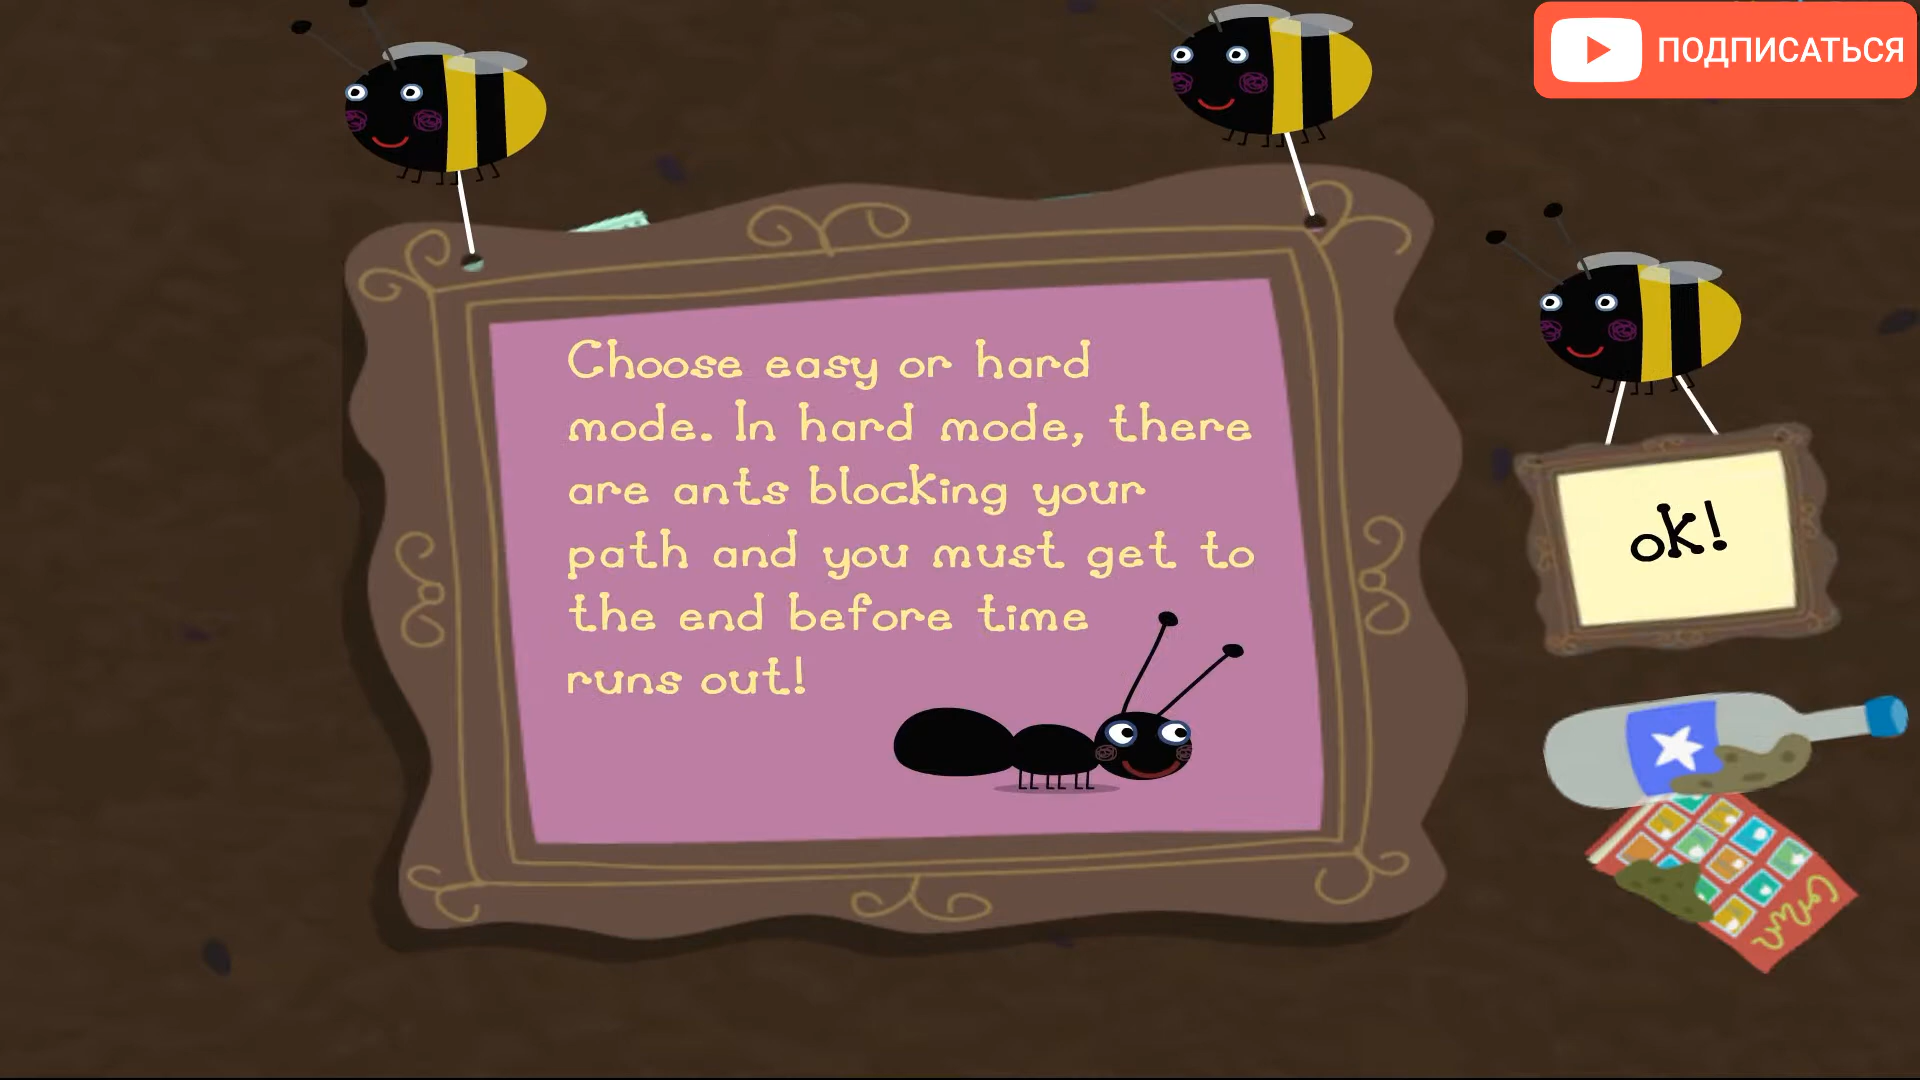 ПОДПИСАТЬСЯ
Choose easy or hard
mode. In hard mode, there
are ants blocking your
path and you must get to
the end before time
runs out!
ok!